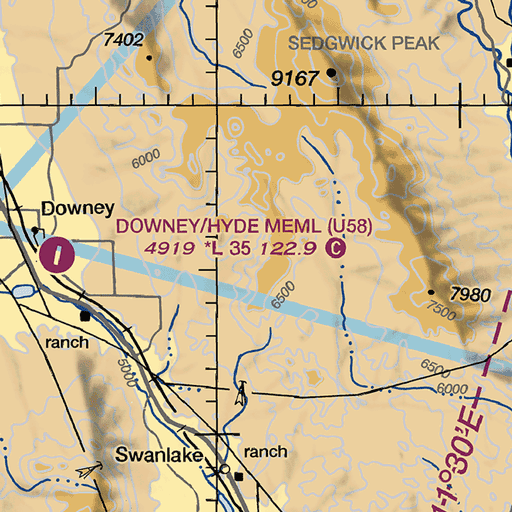 7402
6500
SEDGWICK PEAK
9167
6000
Downey
DOWNEY/HYDE MEML (U58)
4919 *L 35 122.9 C
6500
7500
7980
ranch
5000
6500
6000
Swanlake
ranch
11°30'E